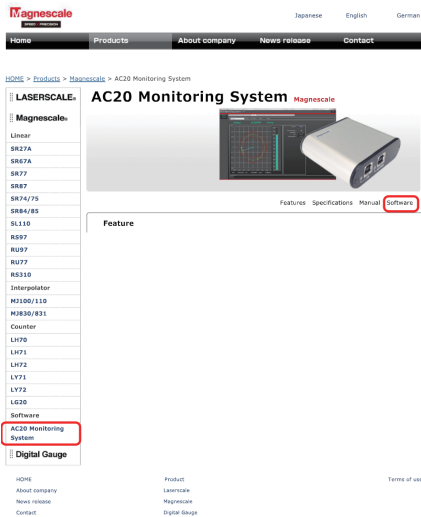 Magnescale
SPEED · PRECISION
Japanese English German
Home Products About company News release Contact
HOME > Products > Magnescale > AC20 Monitoring System
LASERSCALE®
Magnescale®
Linear
SR27A
SR67A
SR77
SR87
SR74/75
SR84/85
SL110
RS97
RU97
RU77
RS310
Interpolator
MJ100/110
MJ830/831
Counter
LH70
LH71
LH72
LY71
LY72
LG20
Software
AC20 Monitoring
System
Digital Gauge
AC20 Monitoring System Magnescale
Features Specifications Manual Software
Feature
HOME Product Terms of use
About company Laserscale
News release Magnescale
Contact Digital Gauge